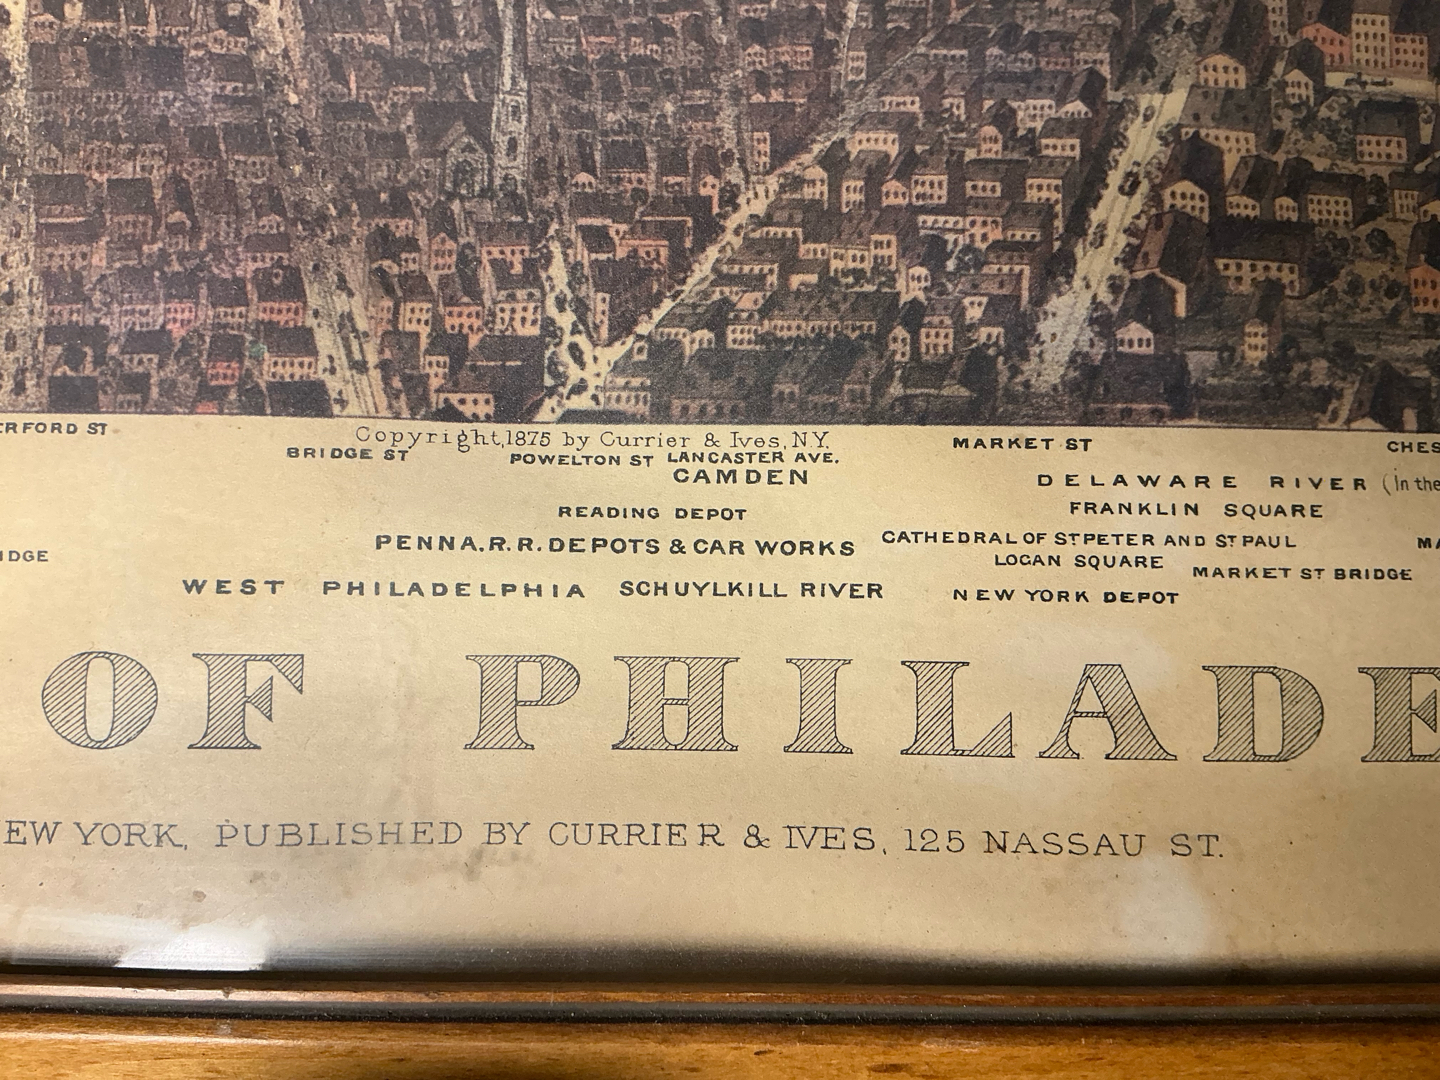 ERFORD ST
Copyright, 1875 by Currier & Ives, N.Y.
MARKET ST
CHES
BRIDGE ST
POWELTON ST LANCASTER AVE.
CAMDEN
DELAWARE RIVER (In the
READING DEPOT
FRANKLIN SQUARE
IDGE
PENNA. R. R. DEPOTS & CAR WORKS
CATHEDRAL OF ST PETER AND ST PAUL
MA
LOGAN SQUARE
MARKET ST BRIDGE
WEST PHILADELPHIA
SCHUYLKILL RIVER
NEW YORK DEPOT
OF PHILADE
EW YORK, PUBLISHED BY CURRIER & IVES, 125 NASSAU ST.